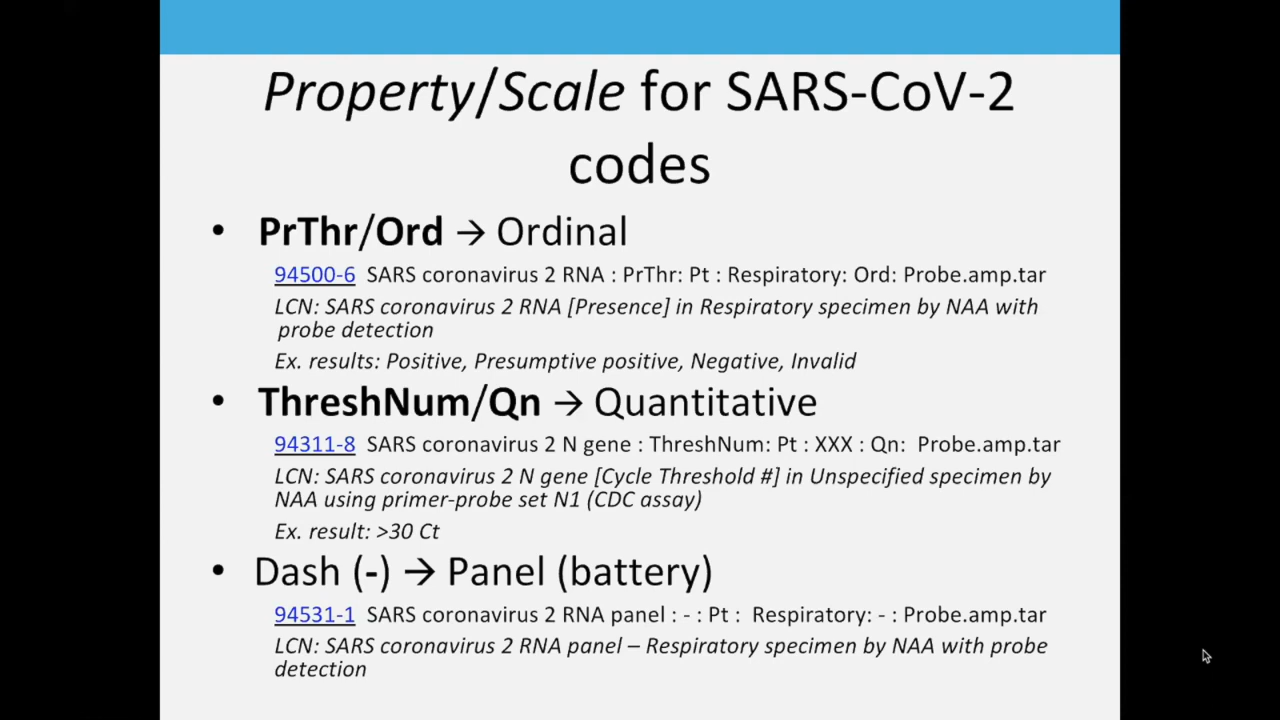 Property/Scale for SARS-CoV-2
codes
• PrThr/Ord → Ordinal
94500-6 SARS coronavirus 2 RNA : PrThr: Pt : Respiratory: Ord: Probe.amp.tar
LCN: SARS coronavirus 2 RNA [Presence] in Respiratory specimen by NAA with
probe detection
Ex. results: Positive, Presumptive positive, Negative, Invalid
• ThreshNum/Qn → Quantitative
94311-8 SARS coronavirus 2 N gene : ThreshNum: Pt : XXX : Qn: Probe.amp.tar
LCN: SARS coronavirus 2 N gene [Cycle Threshold #] in Unspecified specimen by
NAA using primer-probe set N1 (CDC assay)
Ex. result: >30 Ct
• Dash (-) → Panel (battery)
94531-1 SARS coronavirus 2 RNA panel : - : Pt : Respiratory: - : Probe.amp.tar
LCN: SARS coronavirus 2 RNA panel – Respiratory specimen by NAA with probe
detection